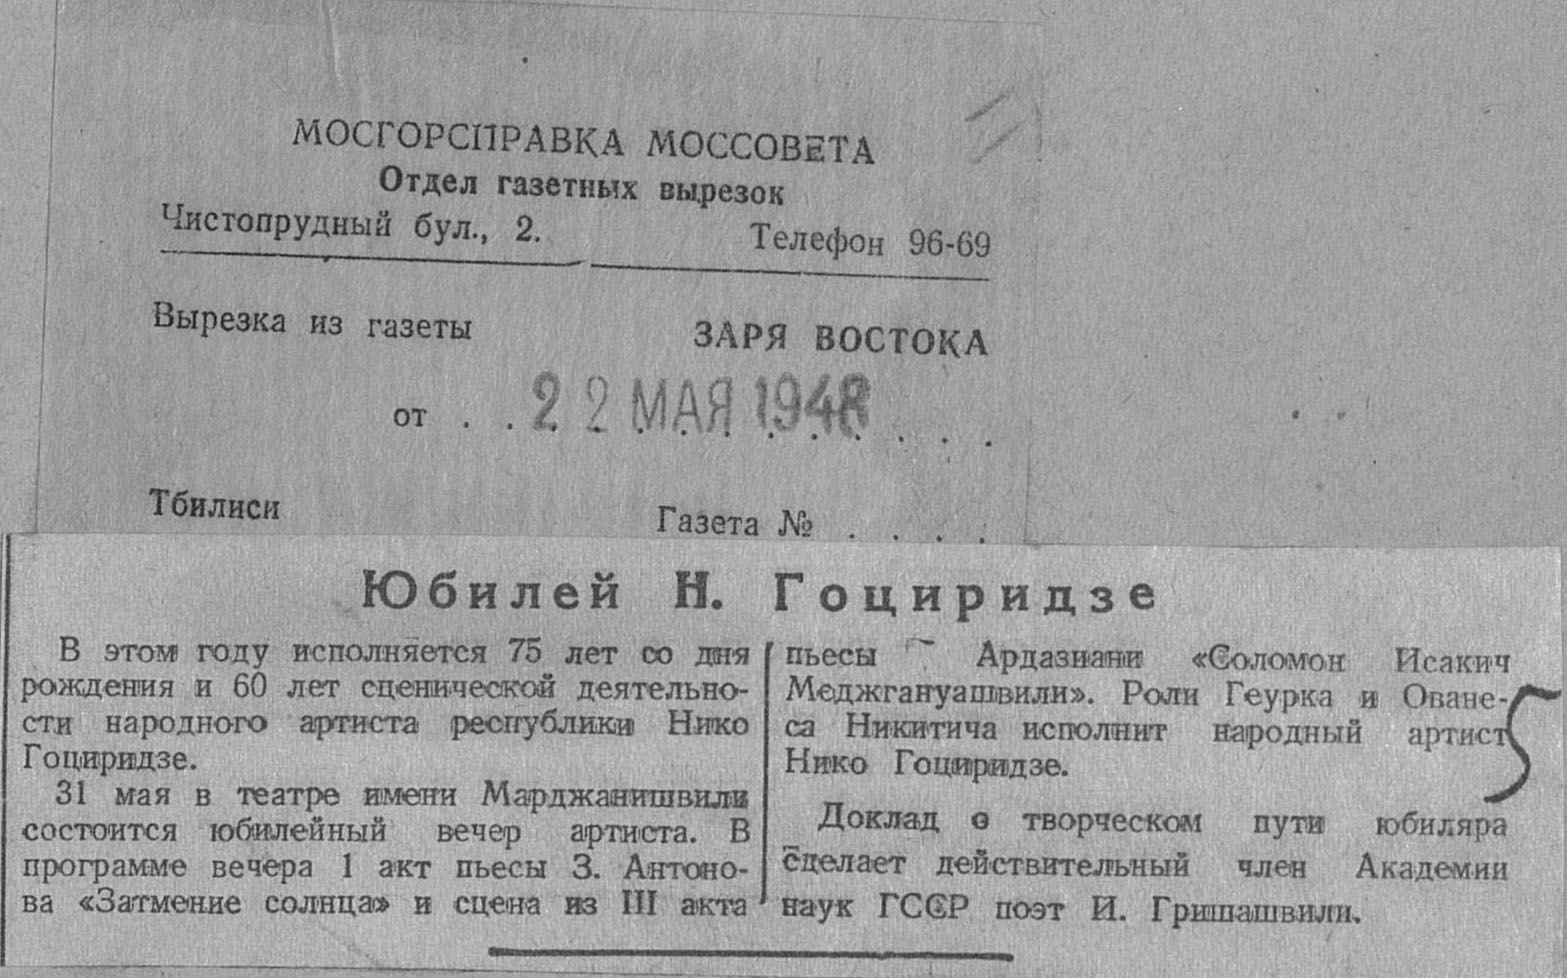 МОСГОРСПРАВКА МОССОВЕТА
Отдел газетных вырезок
Чистопрудный бул., 2. Телефон 96-69
Вырезка из газеты ЗАРЯ ВОСТОКА
от . . 22 МАЯ 1948 . . .
Тбилиси Газета № . . . .
Юбилей Н. Гоциридзе
В этом году исполняется 75 лет со дня
рождения и 60 лет сценической деятельно-
сти народного артиста республики Нико
Гоциридзе.
31 мая в театре имени Марджанишвили
состоится юбилейный вечер артиста. В
программе вечера 1 акт пьесы З. Антоно-
ва «Затмение солнца» и сцена из III акта
пьесы Ардазиани «Соломон Исакич
Меджгануашвили». Роли Геурка и Ованe-
са Никитича исполнит народный артист
Нико Гоциридзе.
Доклад о творческом пути юбиляра
сделает действительный член Академии
наук ГССР поэт И. Гришашвили.